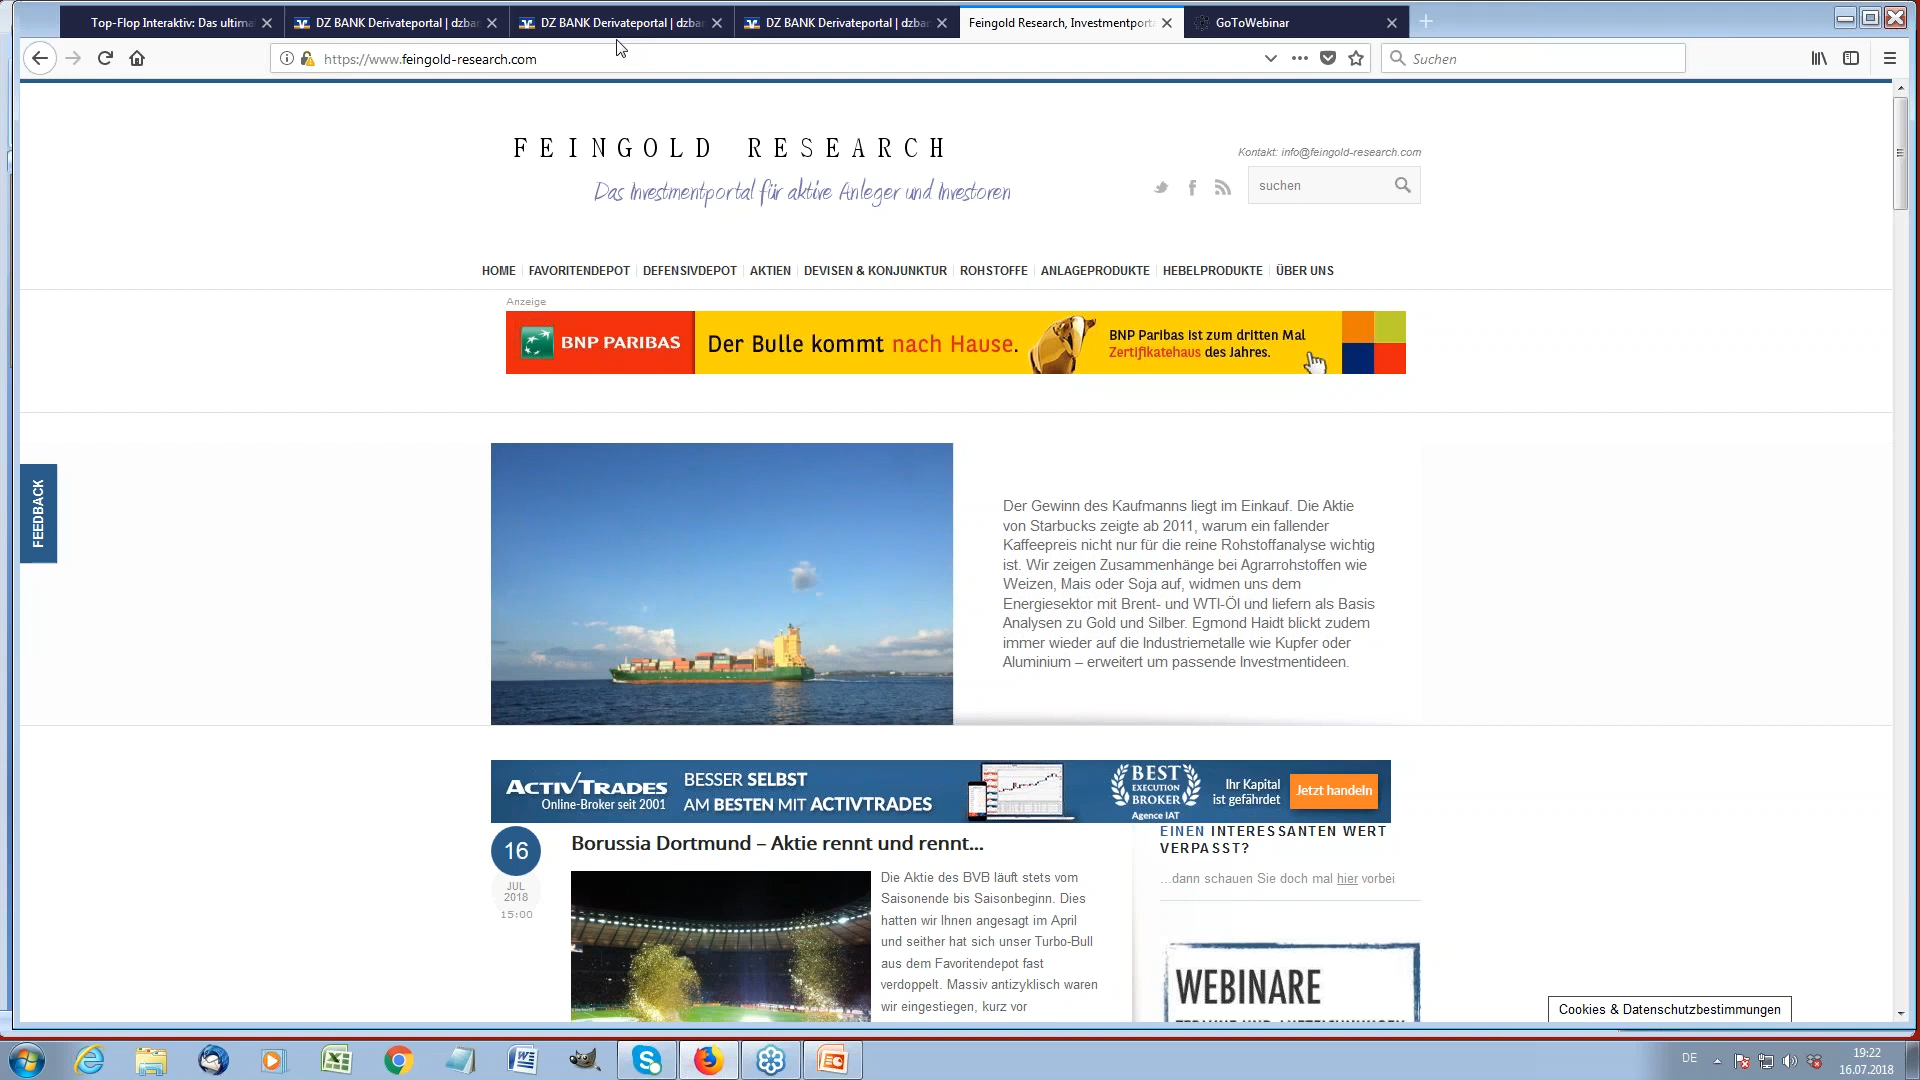 Top-Flop Interaktiv: Das ultima
DZ BANK Derivateportal | dzba
DZ BANK Derivateportal | dzba
DZ BANK Derivateportal | dzba
Feingold Research, Investmentport
GoToWebinar
https://www.feingold-research.com
Suchen
FEINGOLD RESEARCH
Das Investmentportal für aktive Anleger und Investoren
Kontakt: info@feingold-research.com
suchen
HOME
FAVORITENDEPOT
DEFENSIVDEPOT
AKTIEN
DEVISEN & KONJUNKTUR
ROHSTOFFE
ANLAGEPRODUKTE
HEBELPRODUKTE
ÜBER UNS
Anzeige
BNP PARIBAS
Der Bulle kommt nach Hause.
BNP Paribas ist zum dritten Mal
Zertifikatehaus des Jahres.
FEEDBACK
Der Gewinn des Kaufmanns liegt im Einkauf. Die Aktie
von Starbucks zeigte ab 2011, warum ein fallender
Kaffeepreis nicht nur für die reine Rohstoffanalyse wichtig
ist. Wir zeigen Zusammenhänge bei Agrarrohstoffen wie
Weizen, Mais oder Soja auf, widmen uns dem
Energiesektor mit Brent- und WTI-Öl und liefern als Basis
Analysen zu Gold und Silber. Egmond Haidt blickt zudem
immer wieder auf die Industriemetalle wie Kupfer oder
Aluminium – erweitert um passende Investmentideen.
ACTIVTRADES
Online-Broker seit 2001
BESSER SELBST
AM BESTEN MIT ACTIVTRADES
BEST
EXECUTION
BROKER
Agence IAT
Ihr Kapital
ist gefährdet
Jetzt handeln
16
JUL
2018
15:00
Borussia Dortmund – Aktie rennt und rennt...
Die Aktie des BVB läuft stets vom
Saisonende bis Saisonbeginn. Dies
hatten wir Ihnen angesagt im April
und seither hat sich unser Turbo-Bull
aus dem Favoritendepot fast
verdoppelt. Massiv antizyklisch waren
wir eingestiegen, kurz vor
EINEN INTERESSANTEN WERT
VERPASST?
...dann schauen Sie doch mal hier vorbei
WEBINARE
Cookies & Datenschutzbestimmungen
DE
19:22
16.07.2018